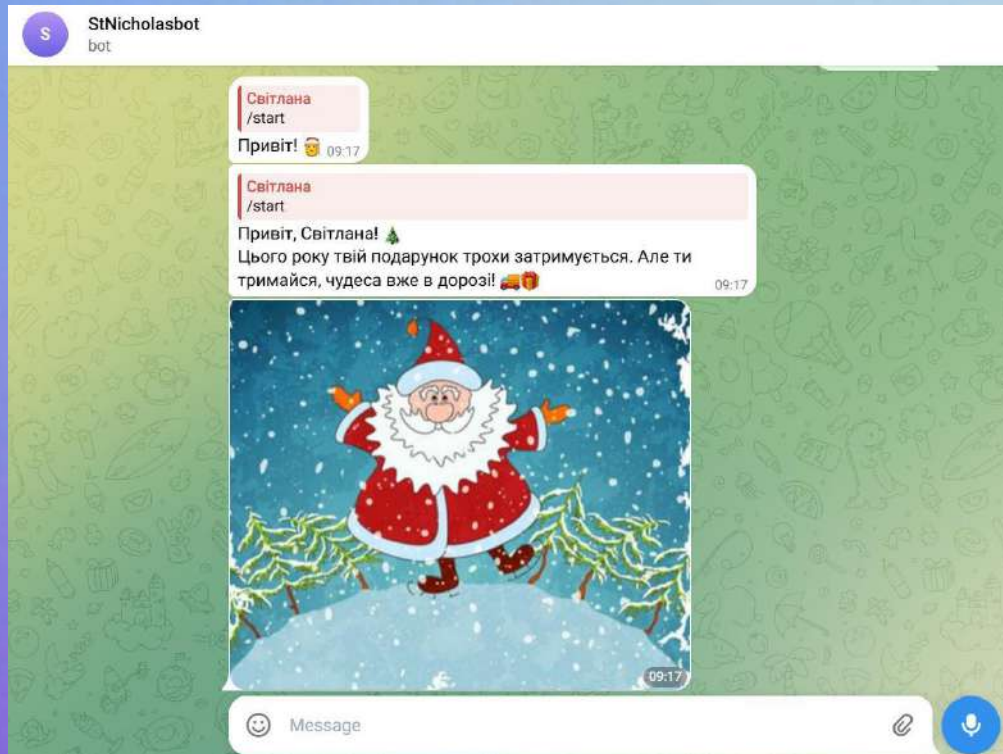 S
StNicholasbot
bot
Світлана
/start
Привіт! 🎅 09:17
Світлана
/start
Привіт, Світлана! 🎄
Цього року твій подарунок трохи затримується. Але ти
тримайся, чудеса вже в дорозі! 🚚🎁 09:17
09:17
Message